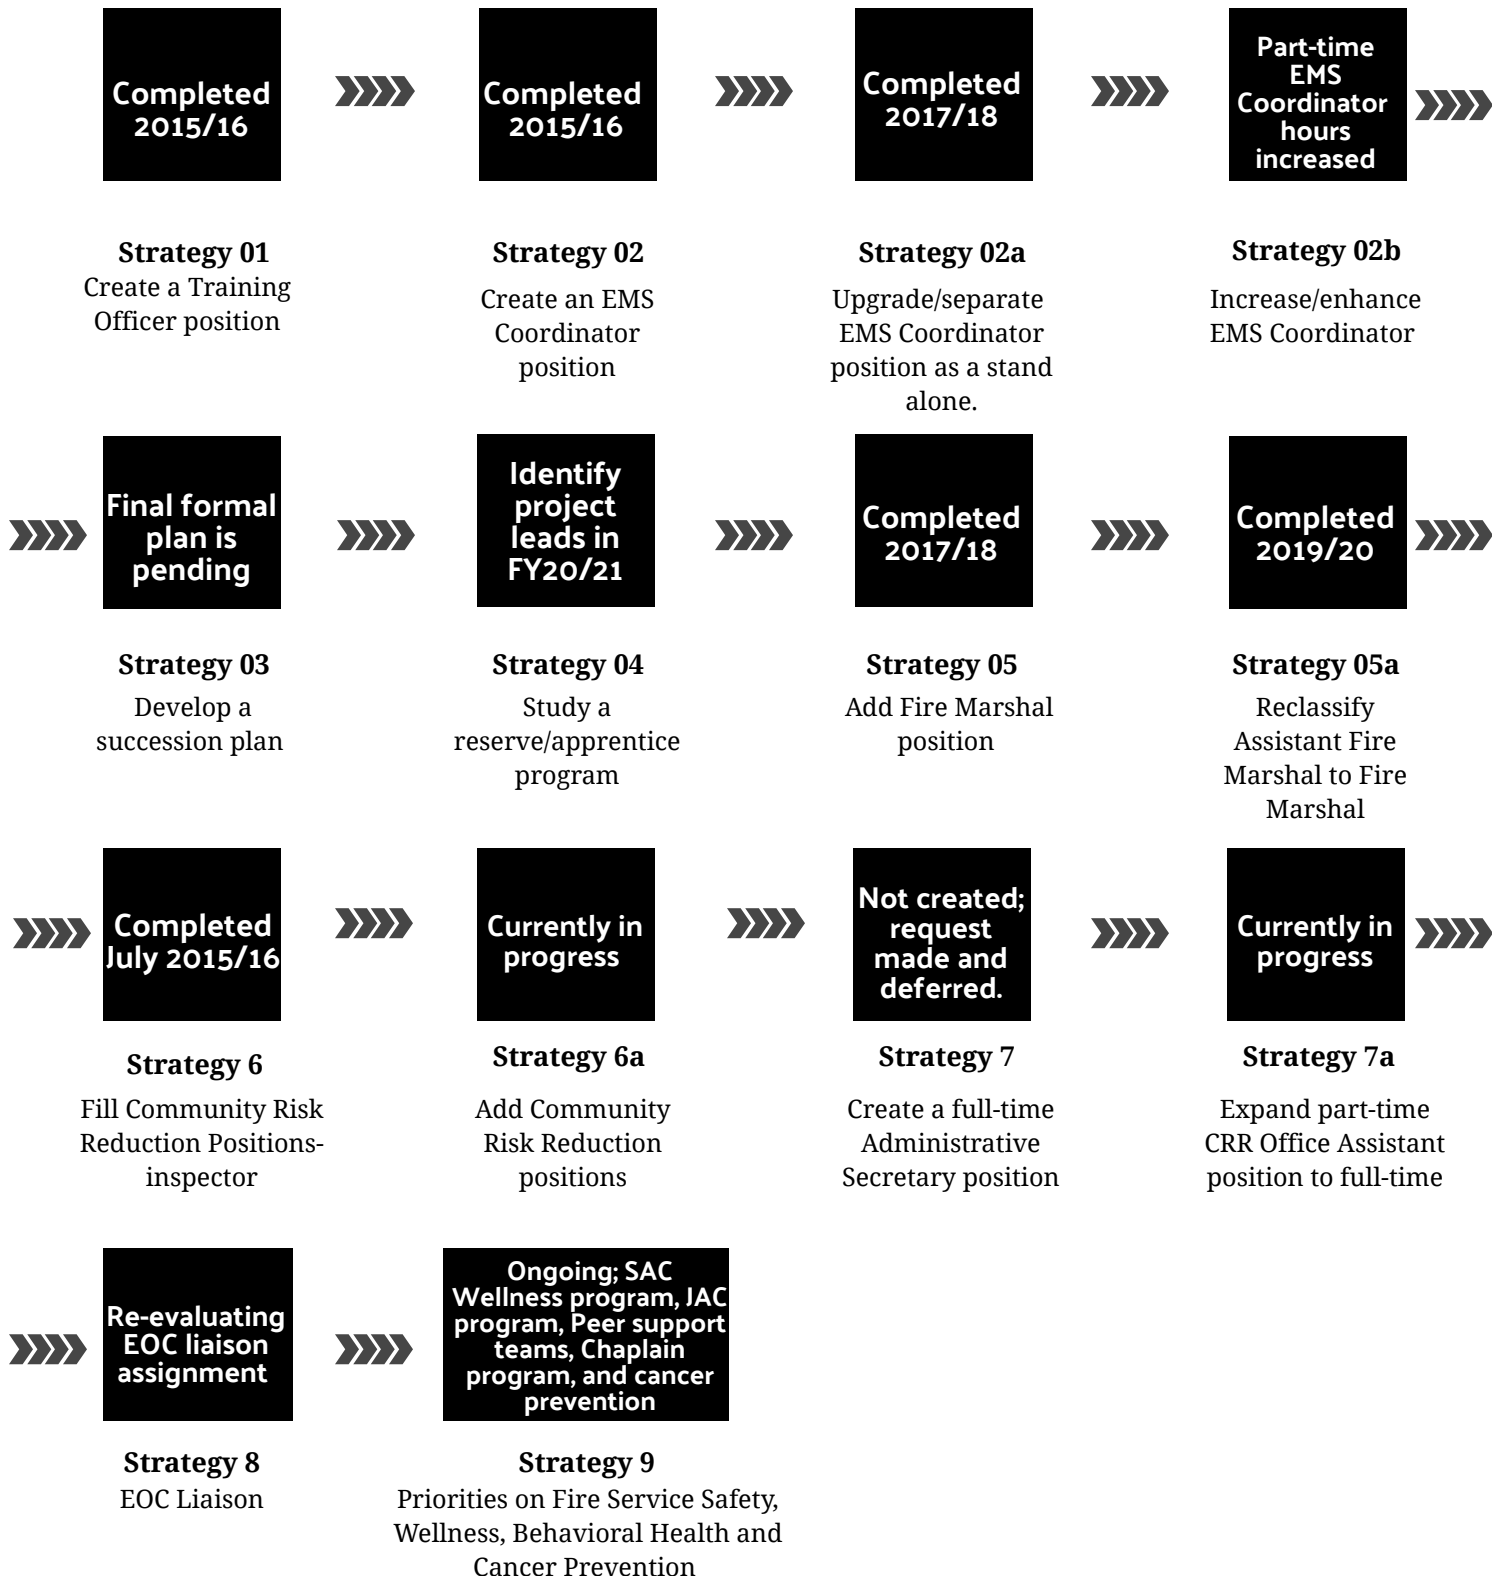 Completed
2015/16
Completed
2015/16
Completed
2017/18
Part-time
EMS
Coordinator
hours
increased
Strategy 01
Create a Training
Officer position
Strategy 02
Create an EMS
Coordinator
position
Strategy 02a
Upgrade/separate
EMS Coordinator
position as a stand
alone.
Strategy 02b
Increase/enhance
EMS Coordinator
Final formal
plan is
pending
Identify
project
leads in
FY20/21
Completed
2017/18
Completed
2019/20
Strategy 03
Develop a
succession plan
Strategy 04
Study a
reserve/apprentice
program
Strategy 05
Add Fire Marshal
position
Strategy 05a
Reclassify
Assistant Fire
Marshal to Fire
Marshal
Completed
July 2015/16
Currently in
progress
Not created;
request
made and
deferred.
Currently in
progress
Strategy 6
Fill Community Risk
Reduction Positions-
inspector
Strategy 6a
Add Community
Risk Reduction
positions
Strategy 7
Create a full-time
Administrative
Secretary position
Strategy 7a
Expand part-time
CRR Office Assistant
position to full-time
Re-evaluating
EOC liaison
assignment
Ongoing; SAC
Wellness program, JAC
program, Peer support
teams, Chaplain
program, and cancer
prevention
Strategy 8
EOC Liaison
Strategy 9
Priorities on Fire Service Safety,
Wellness, Behavioral Health and
Cancer Prevention